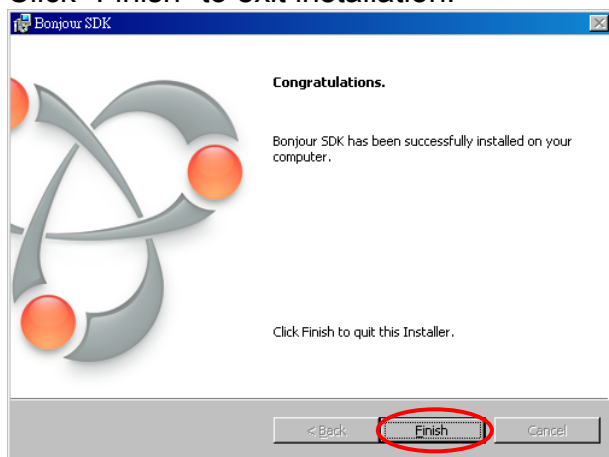 Click "Finish" to exit installation.
Bonjour SDK
Congratulations.
Bonjour SDK has been successfully installed on your
computer.
Click Finish to quit this Installer.
< Back
Finish
Cancel